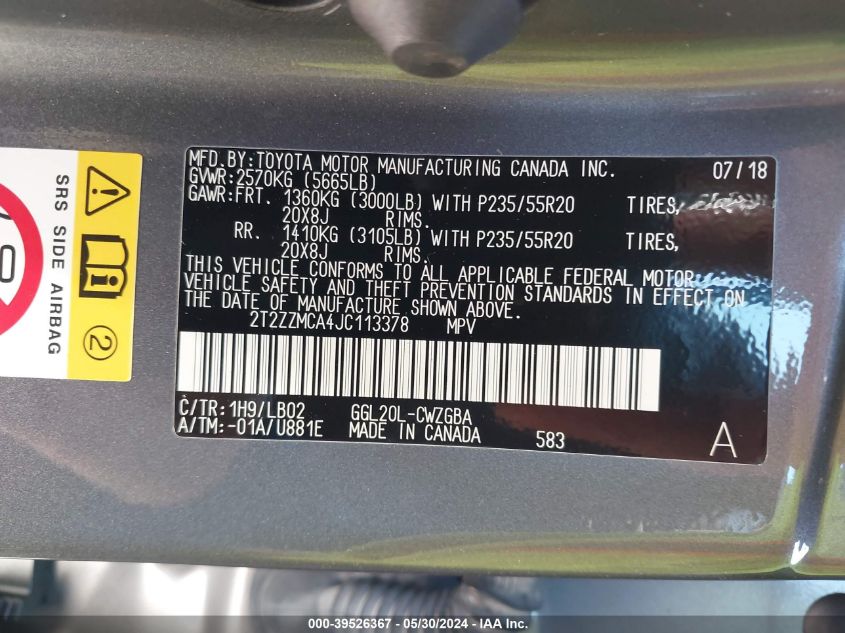 MFD.BY:TOYOTA MOTOR MANUFACTURING CANADA INC. 07/18
GVWR:2570KG (5665LB)
GAWR:FRT. 1360KG (3000LB) WITH P235/55R20 TIRES,
20X8J RIMS.
RR. 1410KG (3105LB) WITH P235/55R20 TIRES,
20X8J RIMS.
THIS VEHICLE CONFORMS TO ALL APPLICABLE FEDERAL MOTOR
VEHICLE SAFETY AND THEFT PREVENTION STANDARDS IN EFFECT ON
THE DATE OF MANUFACTURE SHOWN ABOVE.
2T2ZZMCA4JC113378 MPV
C/TR:1H9/LB02 GGL20L-CWZGBA
A/TM:-01A/U881E MADE IN CANADA 583 A
SRS SIDE AIRBAG
2
000-39526367 - 05/30/2024 - IAA Inc.